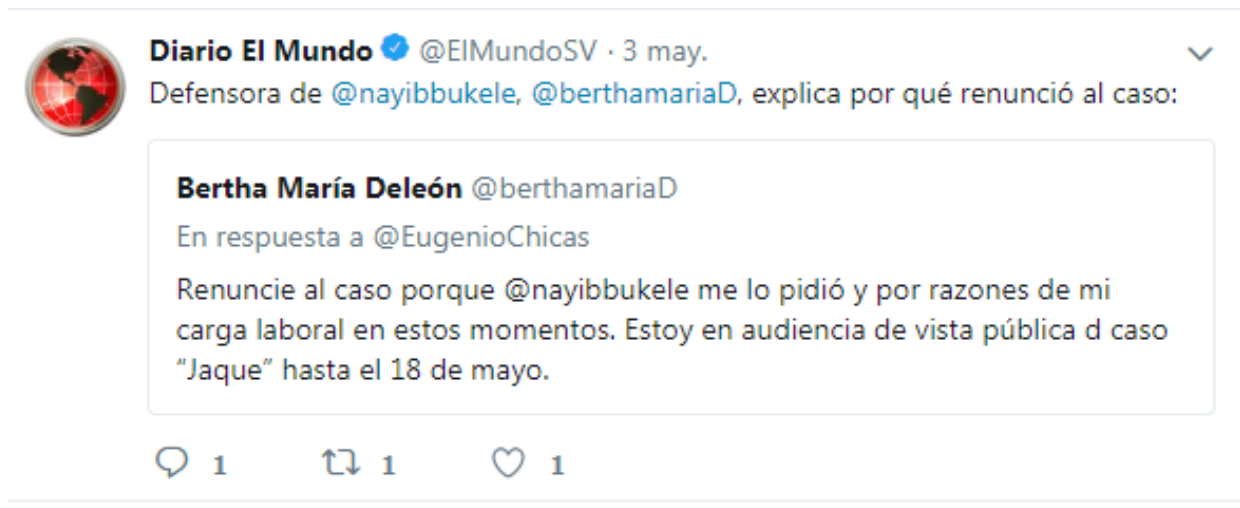 Diario El Mundo @ElMundoSV · 3 may.
Defensora de @nayibbukele, @berthamariaD, explica por qué renunció al caso:
Bertha María Deleón @berthamariaD
En respuesta a @EugenioChicas
Renuncie al caso porque @nayibbukele me lo pidió y por razones de mi
carga laboral en estos momentos. Estoy en audiencia de vista pública d caso
“Jaque” hasta el 18 de mayo.
1 1 1